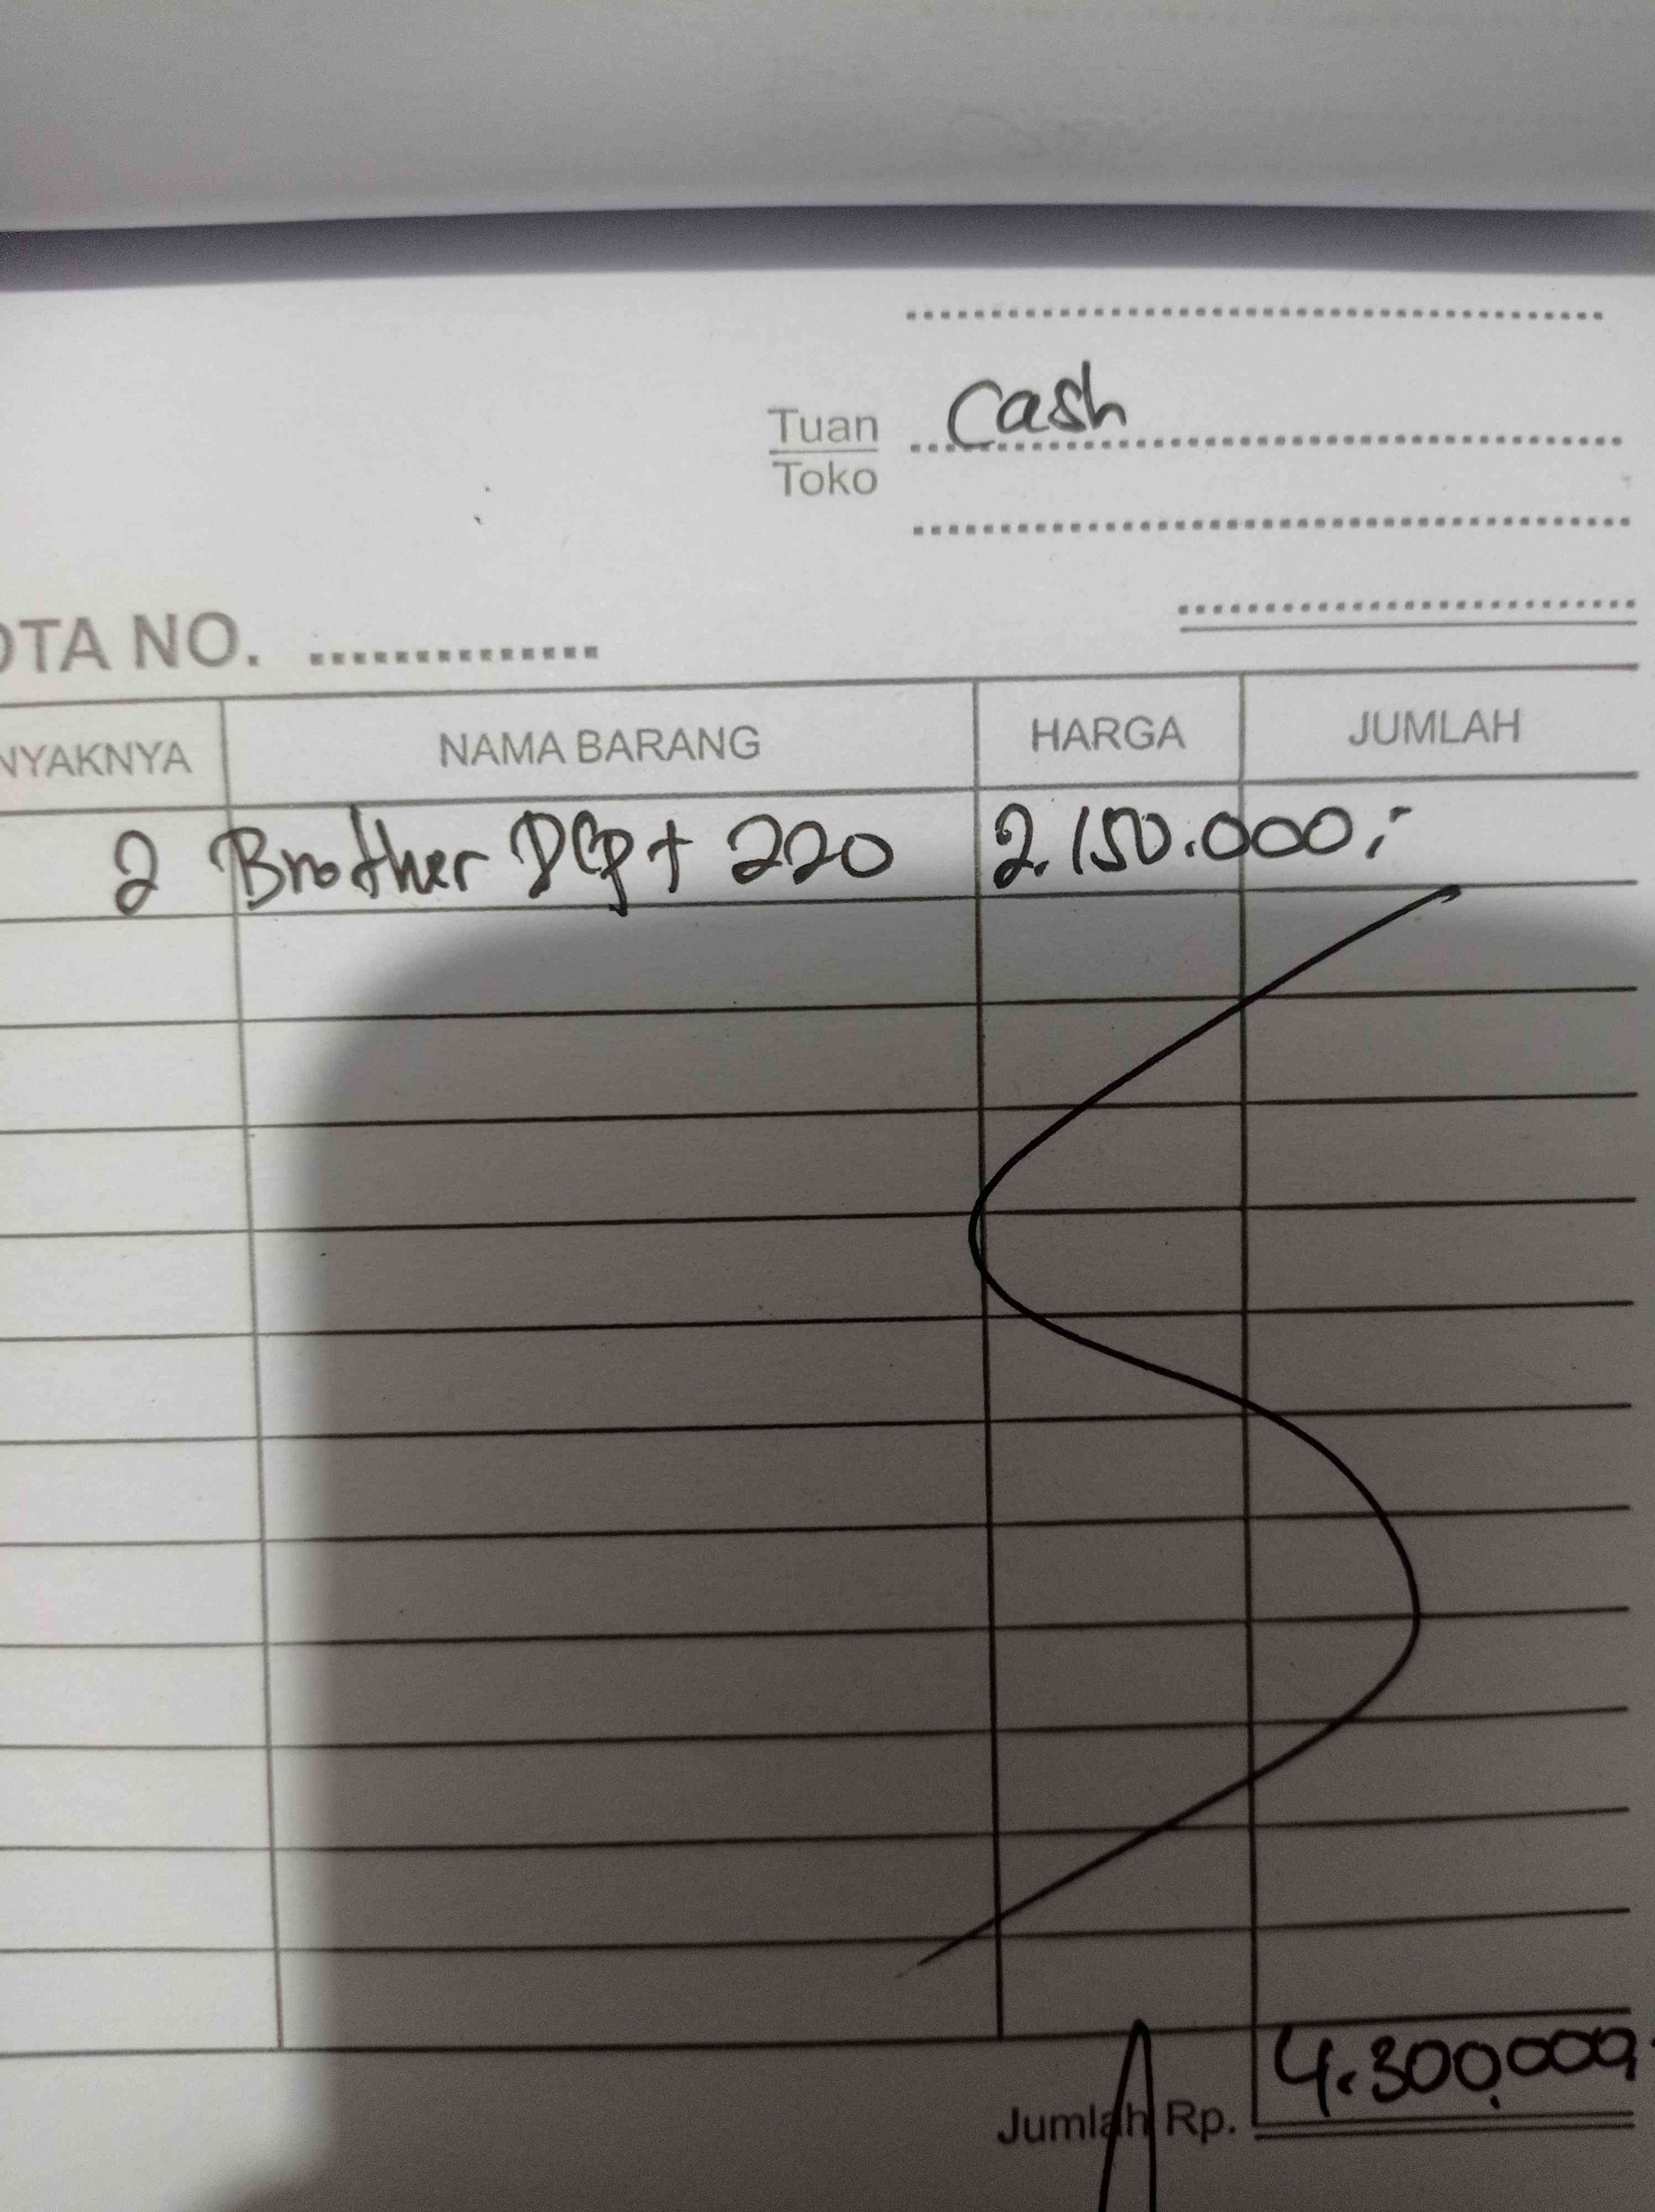 Tuan Cash
Toko
OTA NO.
NYAKNYA NAMA BARANG HARGA JUMLAH
2 Brother DCP t 220 2.150.000,-
Jumlah Rp. 4.300.000,